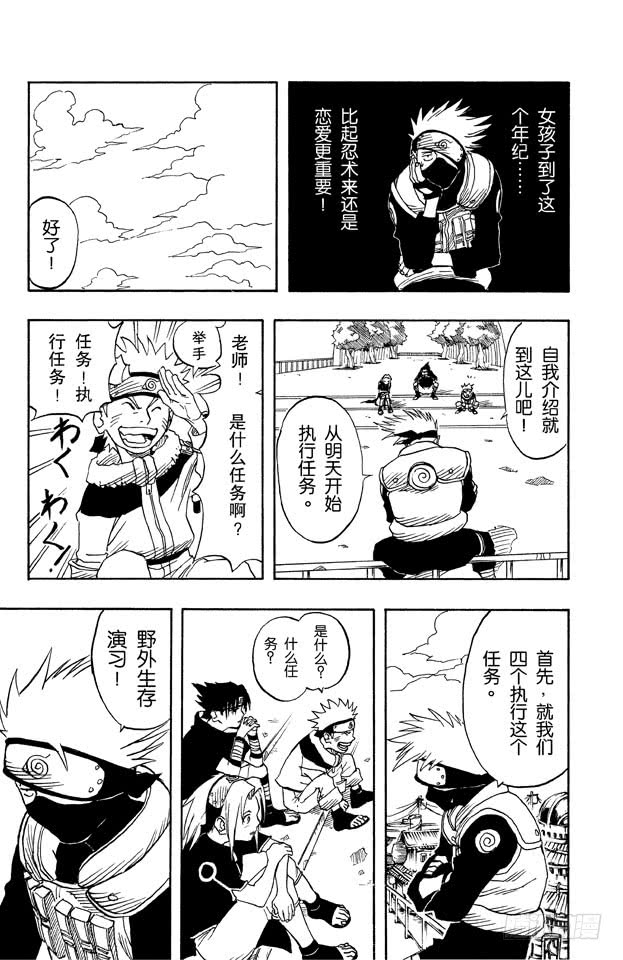 女孩子到了这
个年纪……
比起忍术来还是
恋爱更重要！
好了！
自我介绍就
到这儿吧！
从明天开始
执行任务。
老师！
是什么任务啊？
举手
任务！执
行任务！
わくわく！
首先，就我们
四个执行这个
任务。
是什么？
什么任
务？
野外生存
演习！